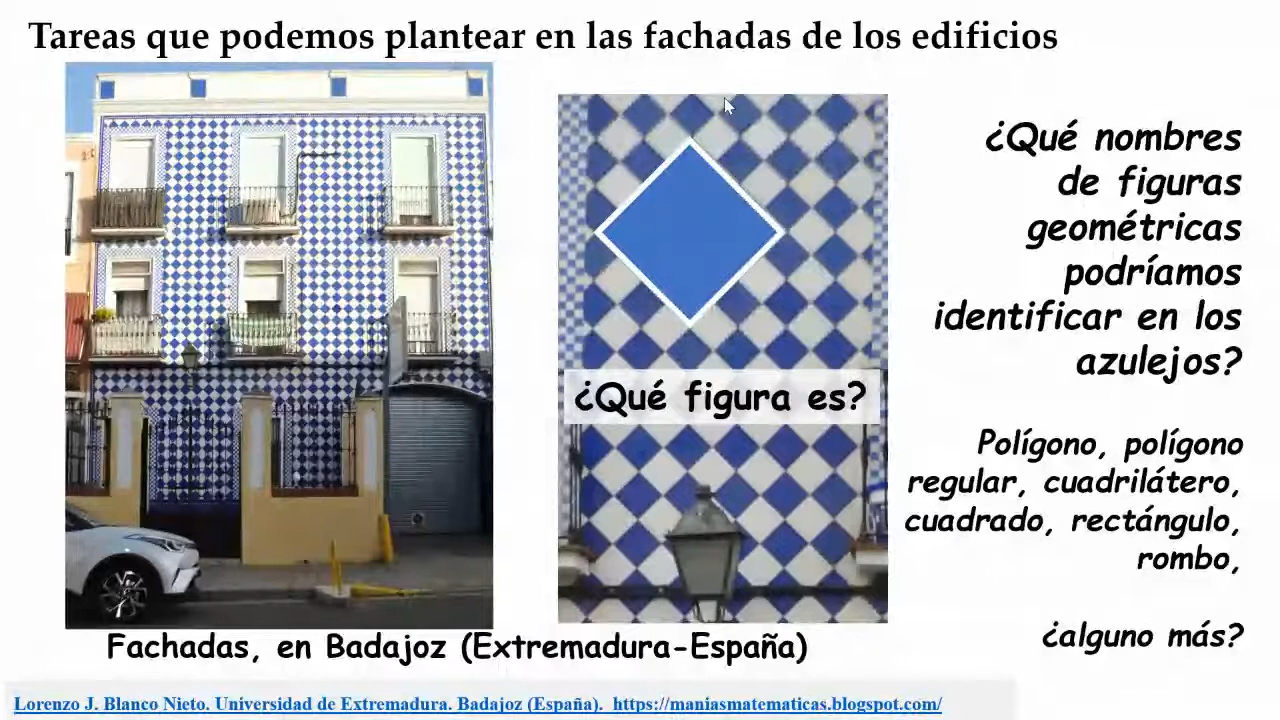 Tareas que podemos plantear en las fachadas de los edificios
¿Qué nombres
de figuras
geométricas
podríamos
identificar en los
azulejos?
¿Qué figura es?
Polígono, polígono
regular, cuadrilátero,
cuadrado, rectángulo,
rombo,
¿alguno más?
Fachadas, en Badajoz (Extremadura-España)
Lorenzo J. Blanco Nieto. Universidad de Extremadura. Badajoz (España). https://maniasmatematicas.blogspot.com/